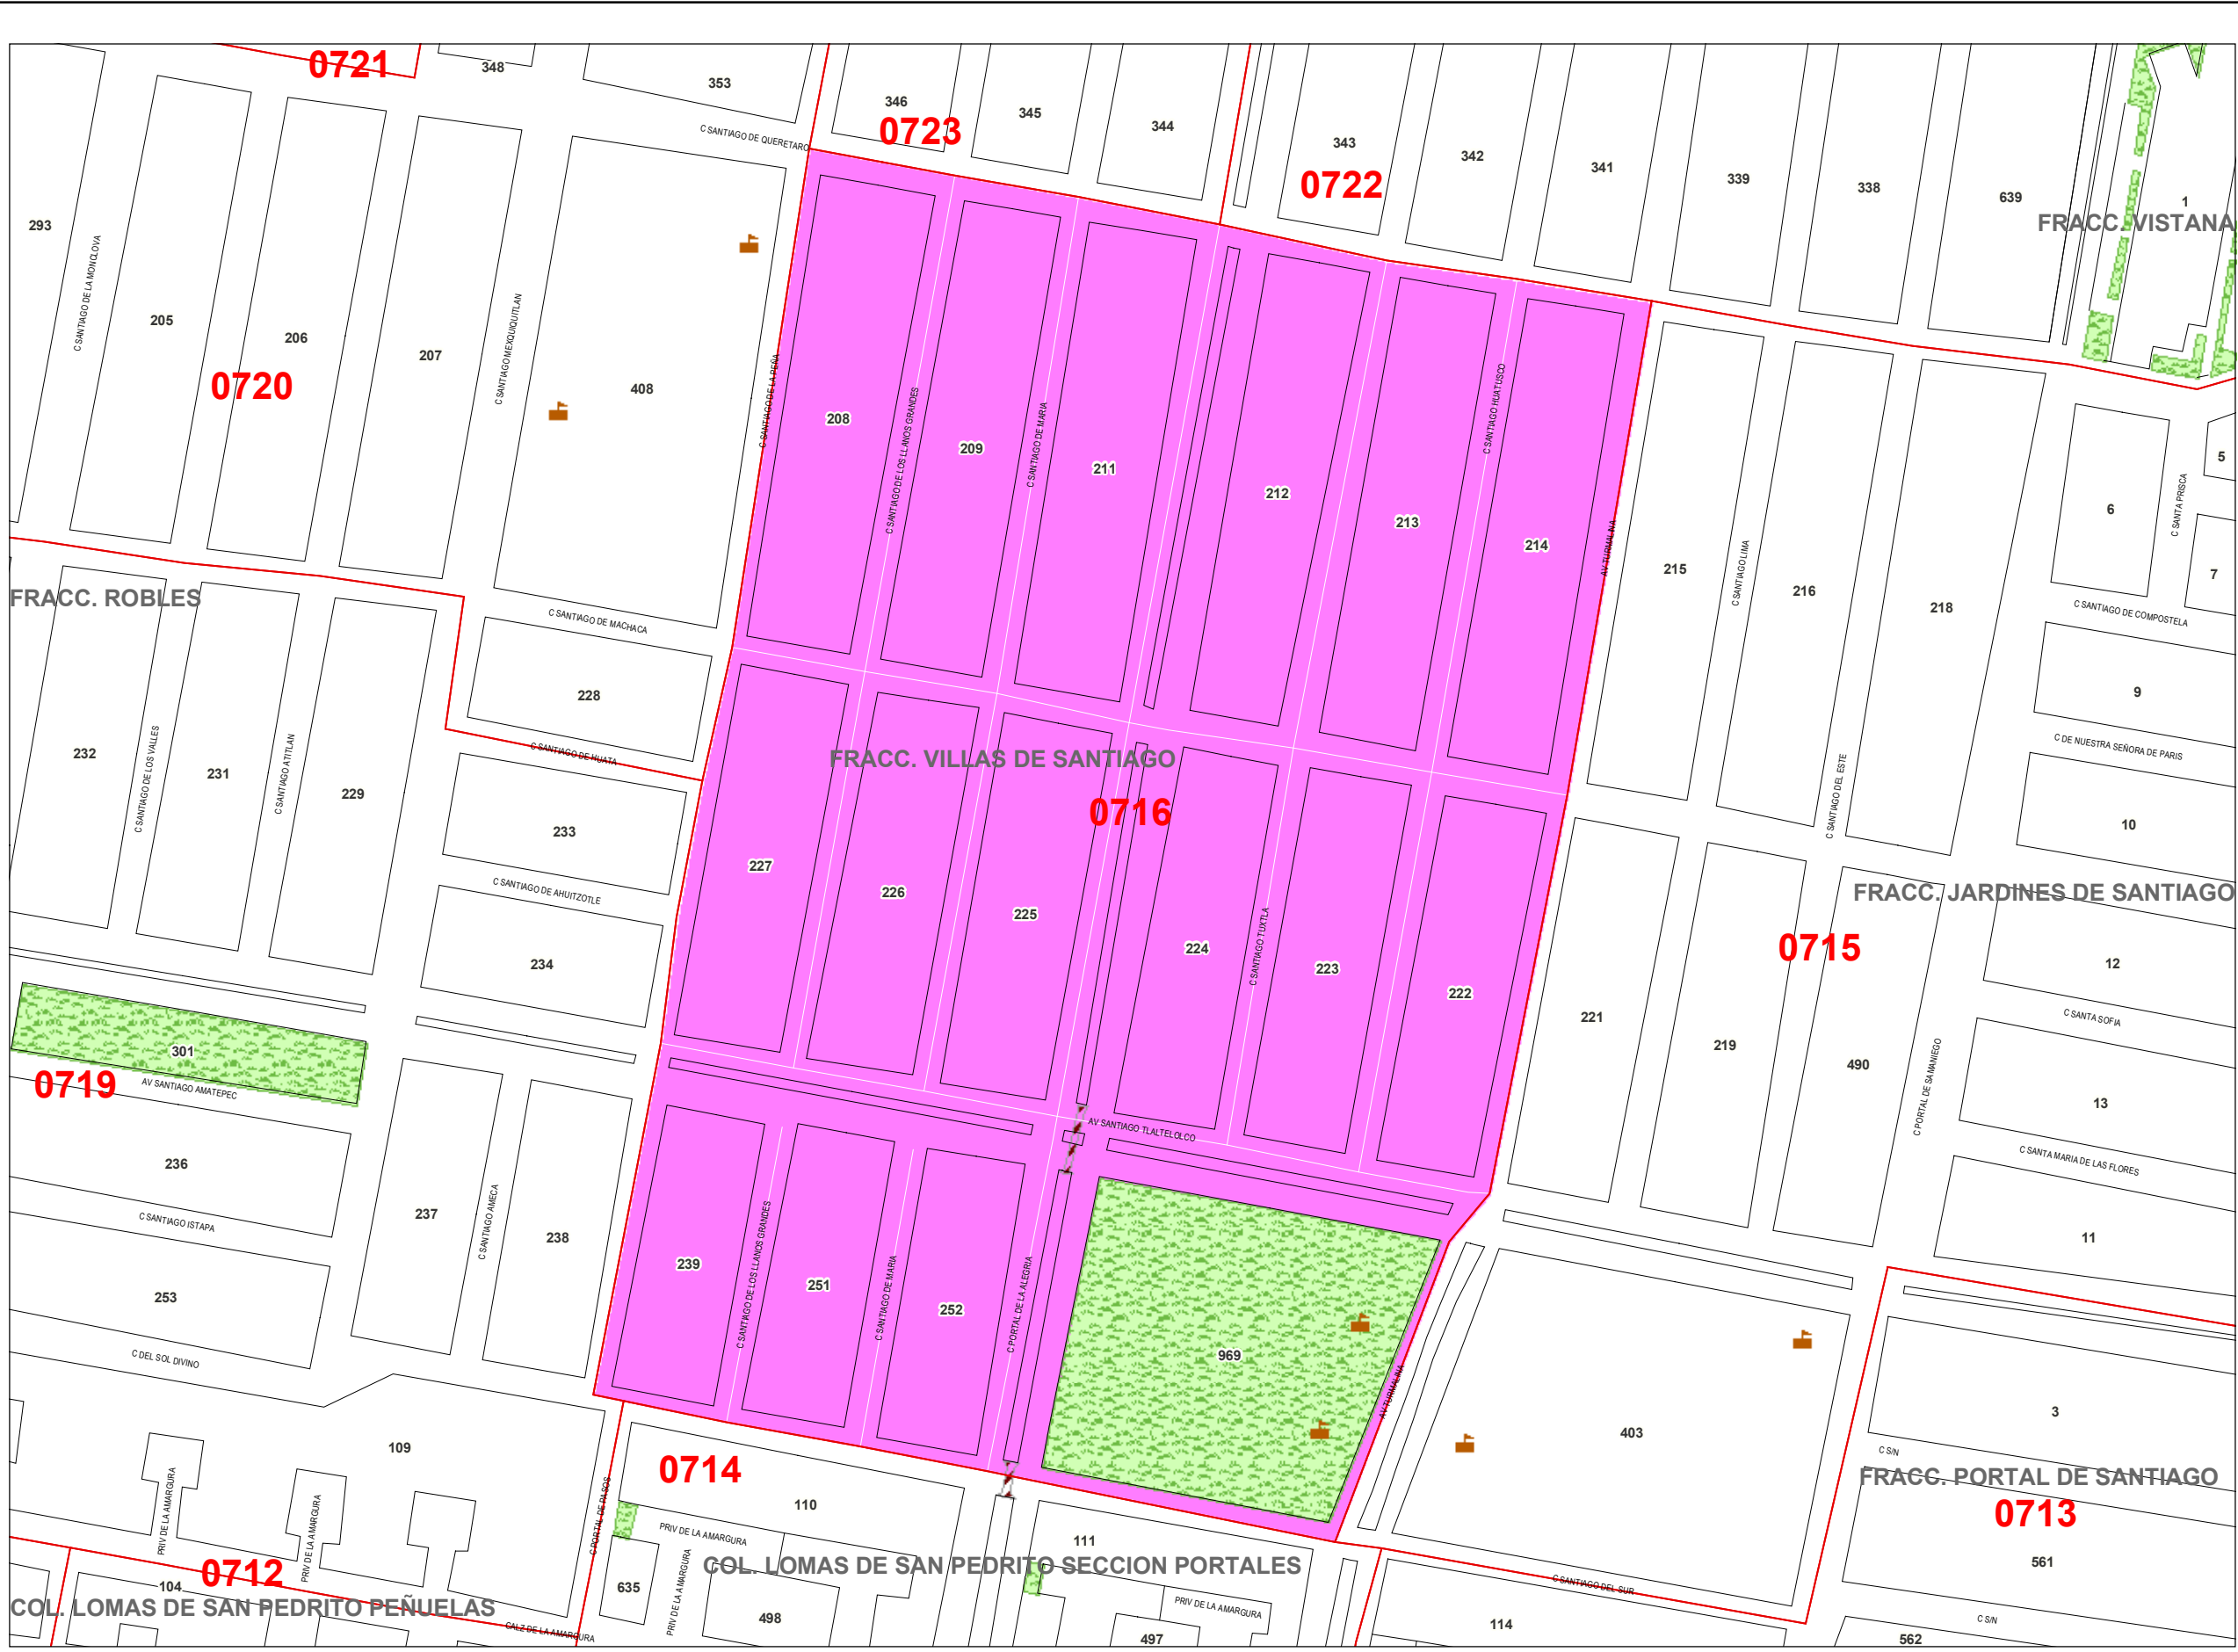 0721
348
353
346
0723
345
344
343
0722
342
341
339
338
639
1
FRACC. VISTANA
C SANTIAGO DE QUERETARO
293
C SANTIAGO DE LA MONCLOVA
205
206
0720
207
C SANTIAGO MEXQUIQUITLAN
408
C SANTIAGO DE LA PEÑA
208
C SANTIAGO DE LOS LLANOS GRANDES
209
C SANTIAGO DE MARIA
211
212
213
C SANTIAGO HUATUSCO
214
AV TURMALINA
215
C SANTIAGO LIMA
216
218
6
C SANTA PRISCA
5
7
C SANTIAGO DE COMPOSTELA
FRACC. ROBLES
C SANTIAGO DE MACHACA
228
9
C SANTIAGO DE HUATA
C DE NUESTRA SEÑORA DE PARIS
232
C SANTIAGO DE LOS VALLES
231
C SANTIAGO ATITLAN
229
FRACC. VILLAS DE SANTIAGO
0716
C SANTIAGO DEL ESTE
10
233
227
226
225
C SANTIAGO DE AHUITZOTLE
FRACC. JARDINES DE SANTIAGO
0715
234
224
C SANTIAGO TUXTLA
223
222
221
219
490
C PORTAL DE SAMANIEGO
12
C SANTA SOFIA
301
0719
AV SANTIAGO AMATEPEC
13
AV SANTIAGO TLALTELOLCO
236
C SANTA MARIA DE LAS FLORES
C SANTIAGO ISTAPA
237
C SANTIAGO AMECA
238
11
239
C SANTIAGO DE LOS LLANOS GRANDES
251
C SANTIAGO DE MARIA
252
C PORTAL DE LA ALEGRIA
253
C DEL SOL DIVINO
969
AV TURMALINA
403
3
C S/N
109
0714
FRACC. PORTAL DE SANTIAGO
0713
PRIV DE LA AMARGURA
PRIV DE LA AMARGURA
C PORTAL DE PASOS
110
PRIV DE LA AMARGURA
111
COL. LOMAS DE SAN PEDRITO SECCION PORTALES
561
0712
104
COL. LOMAS DE SAN PEDRITO PEÑUELAS
635
PRIV DE LA AMARGURA
498
C SANTIAGO DEL SUR
PRIV DE LA AMARGURA
CALZ DE LA AMARGURA
497
114
C S/N
562